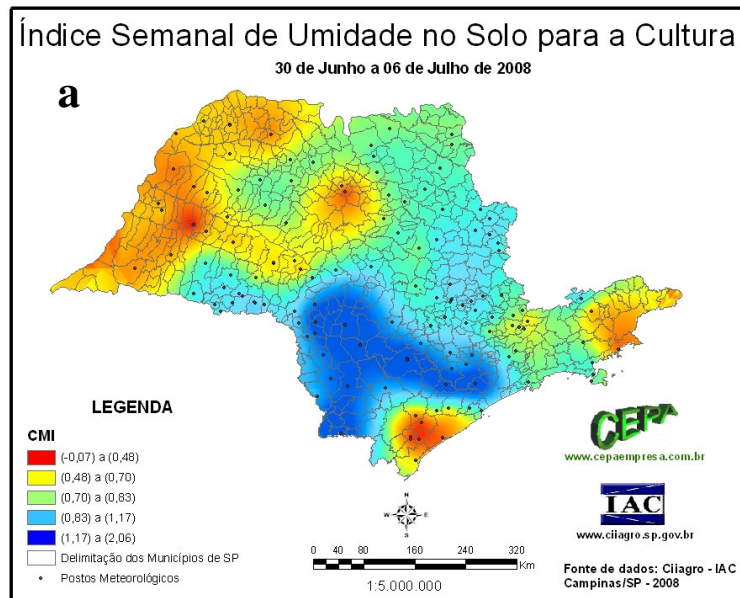 Índice Semanal de Umidade no Solo para a Cultura
30 de Junho a 06 de Julho de 2008
a
LEGENDA
CMI
(-0,07) a (0,48)
(0,48) a (0,70)
(0,70) a (0,83)
(0,83) a (1,17)
(1,17) a (2,06)
Delimitação dos Municípios de SP
Postos Meteorológicos
N
W E
S
0 40 80 160 240 320
Km
1:5.000.000
CEPA
www.cepaempresa.com.br
IAC
www.ciiagro.sp.gov.br
Fonte de dados: Ciiagro - IAC
Campinas/SP - 2008